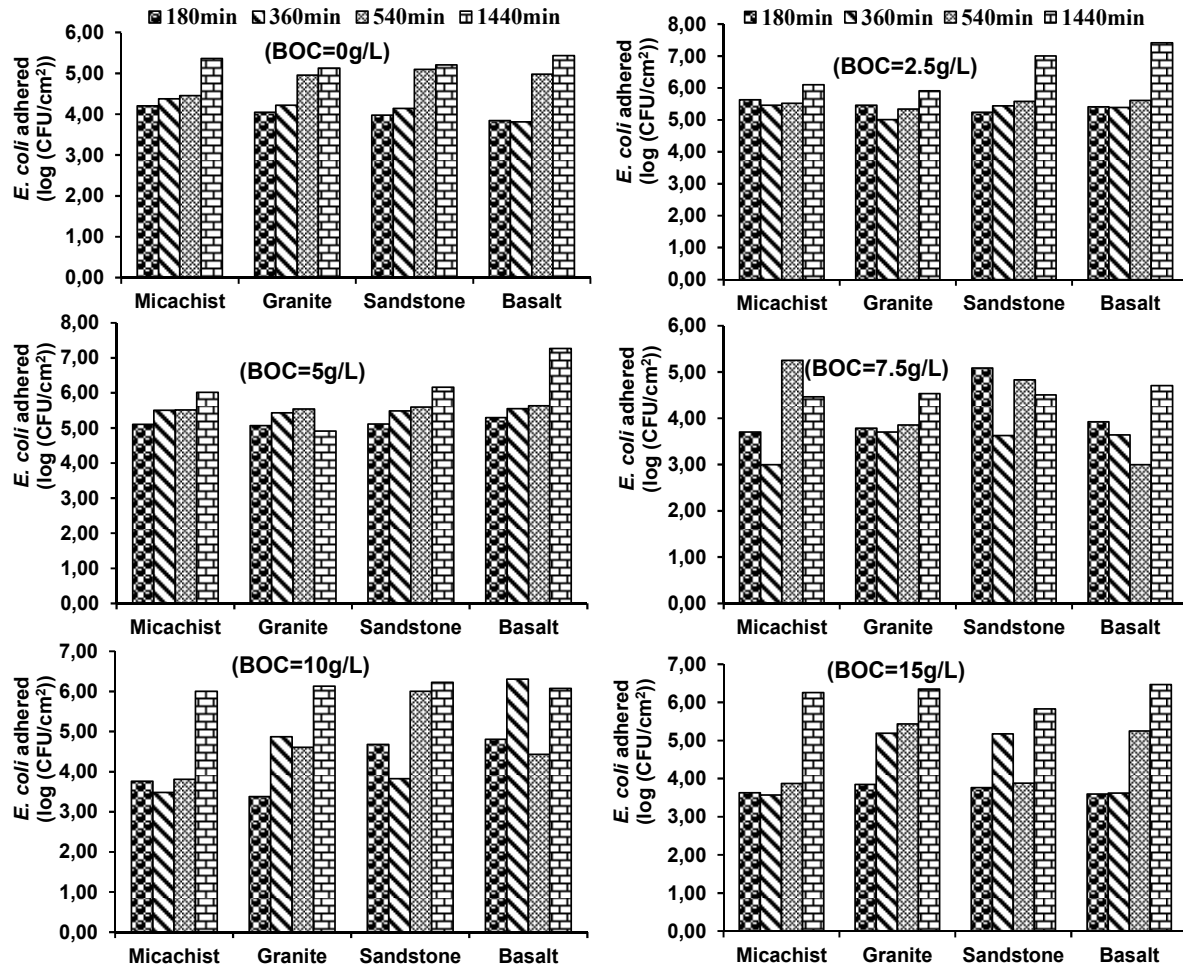 180min 360min 540min 1440min
(BOC=0g/L)
E. coli adhered
(log (CFU/cm²))
6,00
5,00
4,00
3,00
2,00
1,00
0,00
Micachist Granite Sandstone Basalt
180min 360min 540min 1440min
(BOC=2.5g/L)
E. coli adhered
(log (CFU/cm²))
8,00
7,00
6,00
5,00
4,00
3,00
2,00
1,00
0,00
Micachist Granite Sandstone Basalt
(BOC=5g/L)
E. coli adhered
(log (CFU/cm²))
8,00
7,00
6,00
5,00
4,00
3,00
2,00
1,00
0,00
Micachist Granite Sandstone Basalt
(BOC=7.5g/L)
E. coli adhered
(log (CFU/cm²))
6,00
5,00
4,00
3,00
2,00
1,00
0,00
Micachist Granite Sandstone Basalt
(BOC=10g/L)
E. coli adhered
(log (CFU/cm²))
7,00
6,00
5,00
4,00
3,00
2,00
1,00
0,00
Micachist Granite Sandstone Basalt
(BOC=15g/L)
E. coli adhered
(log (CFU/cm²))
7,00
6,00
5,00
4,00
3,00
2,00
1,00
0,00
Micachist Granite Sandstone Basalt